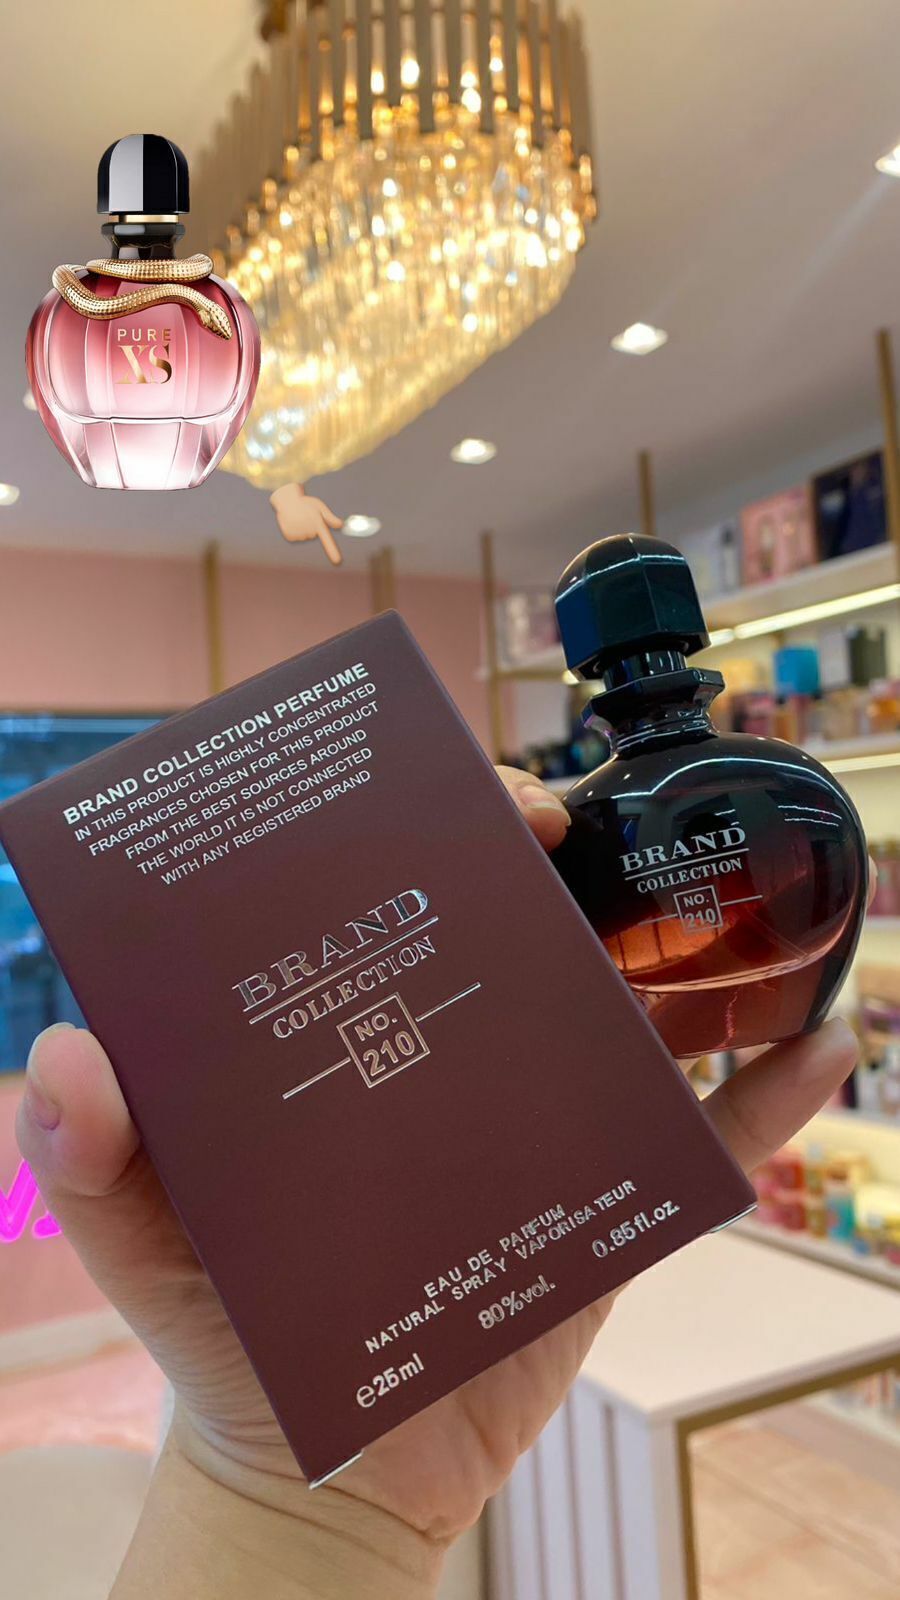 PURE
XS
BRAND COLLECTION PERFUME
IN THIS PRODUCT IS HIGHLY CONCENTRATED
FRAGRANCES CHOSEN FOR THIS PRODUCT
FROM THE BEST SOURCES AROUND
THE WORLD IT IS NOT CONNECTED
WITH ANY REGISTERED BRAND
BRAND
COLLECTION
NO.
210
EAU DE PARFUM
NATURAL SPRAY VAPORISATEUR
e25ml 80%vol. 0.85fl.oz.
BRAND
COLLECTION
NO.
210